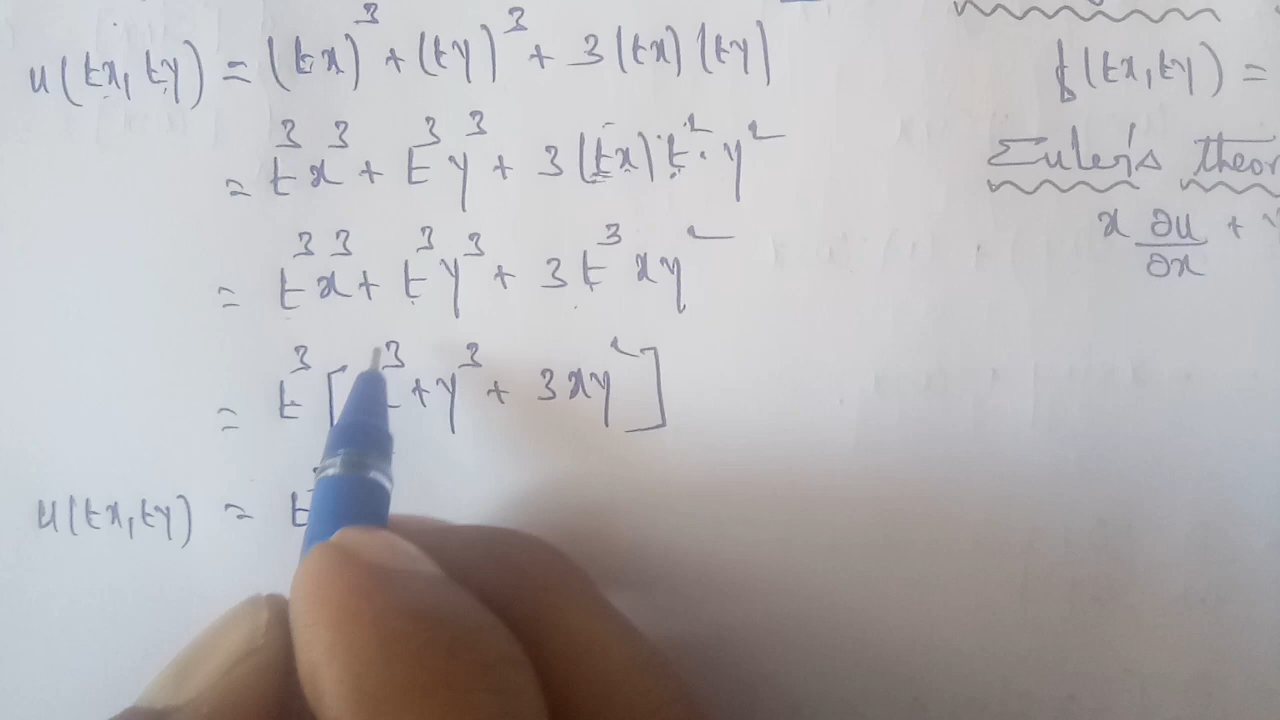 u(tx, ty) = (tx)³ + (ty)³ + 3(tx)(ty)
= t³x³ + t³y³ + 3(tx)t²·y²
= t³x³ + t³y³ + 3t³xy²
= t³[ ³ + y³ + 3xy²]
u(tx, ty) = t
f(tx, ty) =
Euler's theor
x ∂u/∂x +